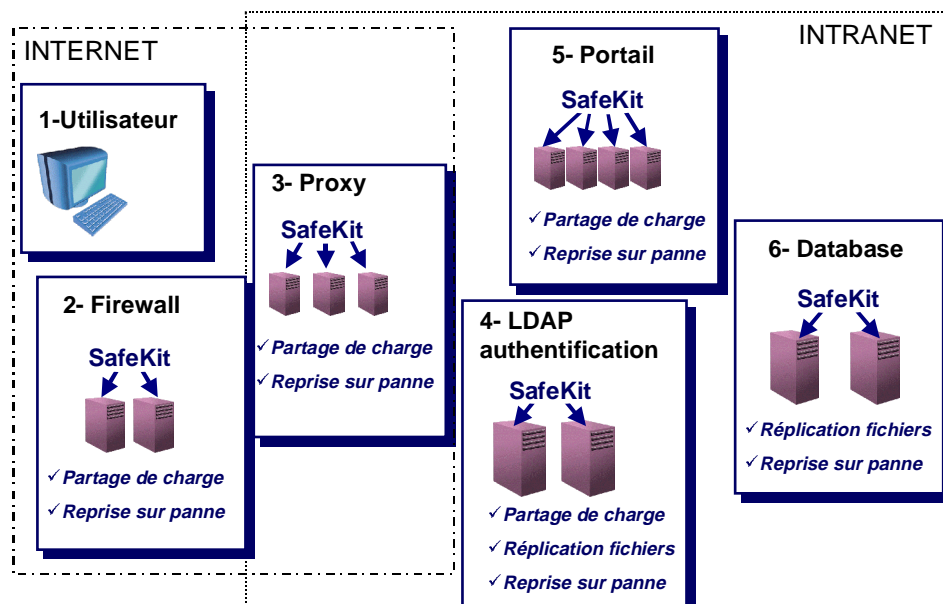 INTERNET
INTRANET
1-Utilisateur
2- Firewall
SafeKit
✓Partage de charge
✓Reprise sur panne
3- Proxy
SafeKit
✓Partage de charge
✓Reprise sur panne
4- LDAP
authentification
SafeKit
✓Partage de charge
✓Réplication fichiers
✓Reprise sur panne
5- Portail
SafeKit
✓Partage de charge
✓Reprise sur panne
6- Database
SafeKit
✓Réplication fichiers
✓Reprise sur panne